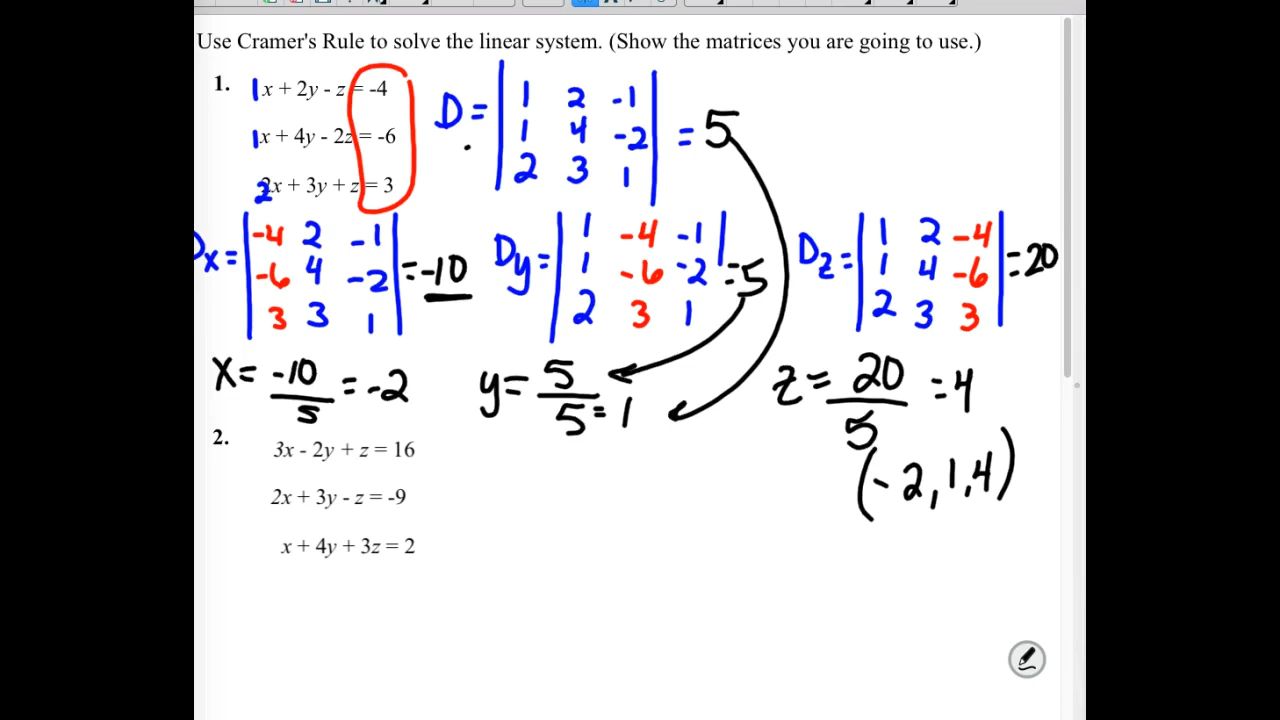 Use Cramer's Rule to solve the linear system. (Show the matrices you are going to use.)
1. 1x + 2y - z = -4
1x + 4y - 2z = -6
2x + 3y + z = 3
D = | 1 2 -1 | = 5
| 1 4 -2 |
| 2 3 1 |
Dx = | -4 2 -1 | = -10
| -6 4 -2 |
| 3 3 1 |
Dy = | 1 -4 -1 | = 5
| 1 -6 -2 |
| 2 3 1 |
Dz = | 1 2 -4 | = 20
| 1 4 -6 |
| 2 3 3 |
x = -10/5 = -2
y = 5/5 = 1
z = 20/5 = 4
(-2, 1, 4)
2. 3x - 2y + z = 16
2x + 3y - z = -9
x + 4y + 3z = 2